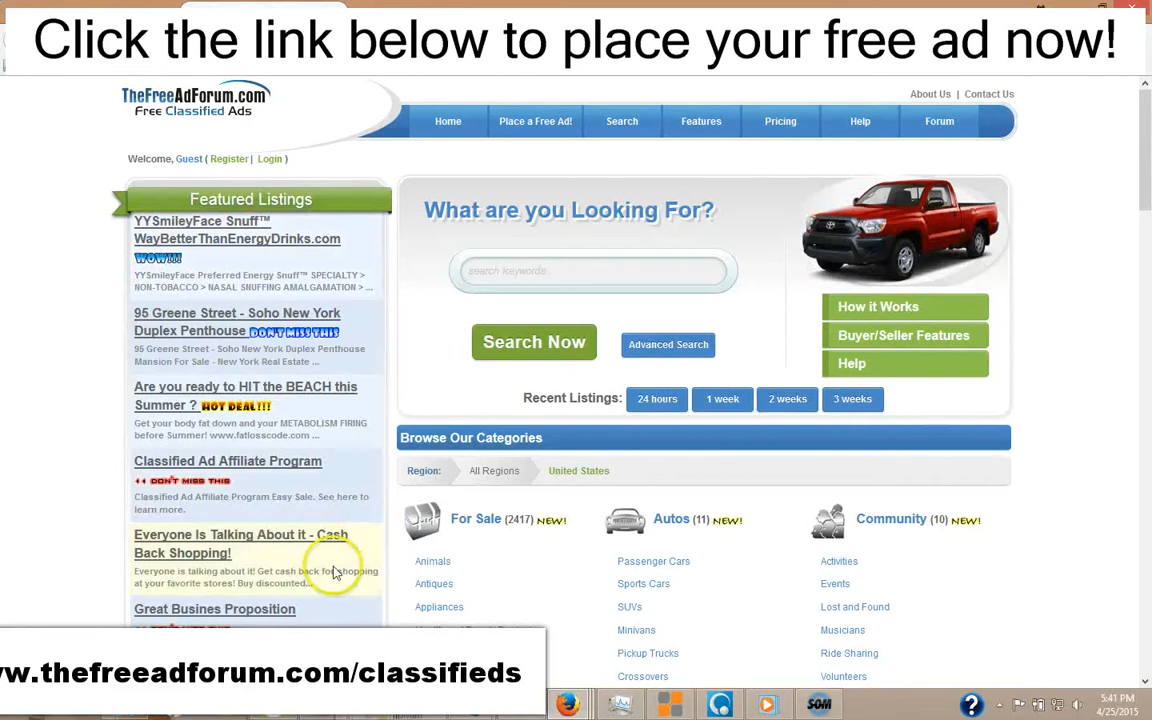 Click the link below to place your free ad now!
TheFreeAdForum.com
Free Classified Ads
About Us | Contact Us
Home
Place a Free Ad!
Search
Features
Pricing
Help
Forum
Welcome, Guest ( Register | Login )
Featured Listings
YYSmileyFace Snuff™
WayBetterThanEnergyDrinks.com
WOW!!!
YYSmileyFace Preferred Energy Snuff™ SPECIALTY >
NON-TOBACCO > NASAL SNUFFING AMALGAMATION > ...
95 Greene Street - Soho New York
Duplex Penthouse DON'T MISS THIS
95 Greene Street - Soho New York Duplex Penthouse
Mansion For Sale - New York Real Estate ...
Are you ready to HIT the BEACH this
Summer ? HOT DEAL!!!
Get your body fat down and your METABOLISM FIRING
before Summer! www.fatlosscode.com ...
Classified Ad Affiliate Program
DON'T MISS THIS
Classified Ad Affiliate Program Easy Sale. See here to
learn more.
Everyone Is Talking About it - Cash
Back Shopping!
Everyone is talking about it! Get cash back for shopping
at your favorite stores! Buy discounted...
Great Busines Proposition
What are you Looking For?
search keywords
Search Now
Advanced Search
How it Works
Buyer/Seller Features
Help
Recent Listings:
24 hours
1 week
2 weeks
3 weeks
Browse Our Categories
Region:
All Regions
United States
For Sale (2417) NEW!
Autos (11) NEW!
Community (10) NEW!
Animals
Passenger Cars
Activities
Antiques
Sports Cars
Events
Appliances
SUVs
Lost and Found
Minivans
Musicians
Pickup Trucks
Ride Sharing
Crossovers
Volunteers
w.thefreeadforum.com/classifieds
SOM
5:41 PM
4/25/2015